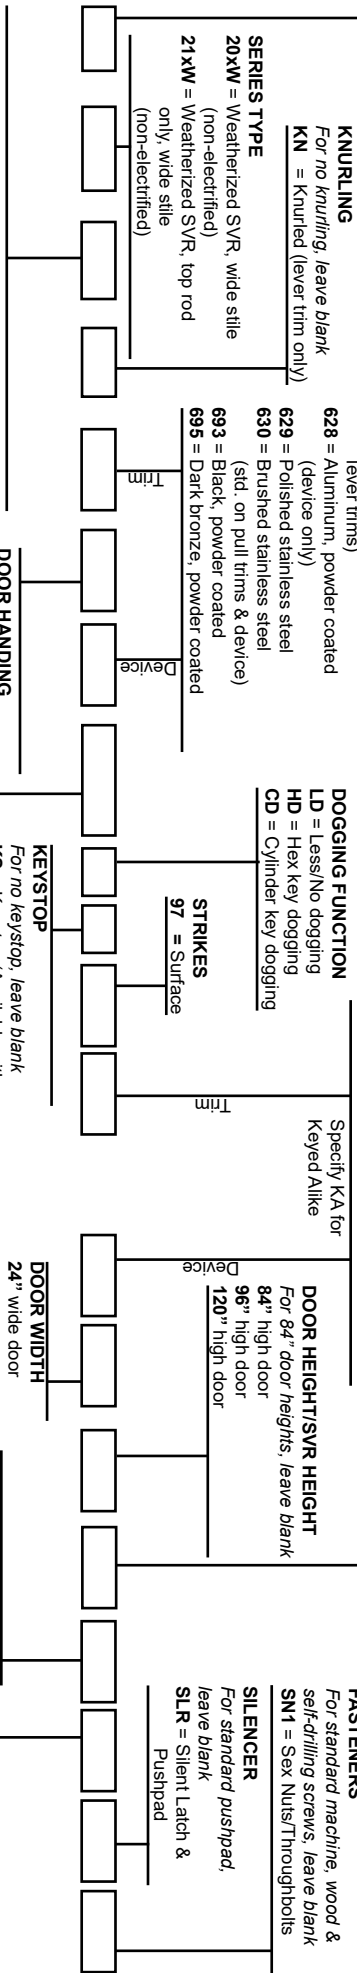 KNURLING
For no knurling, leave blank
KN = Knurled (lever trim only)
SERIES TYPE
20xW = Weatherized SVR, wide stile
(non-electrified)
21xW = Weatherized SVR, top rod
only, wide stile
(non-electrified)
lever trims)
628 = Aluminum, powder coated
(device only)
629 = Polished stainless steel
630 = Brushed stainless steel
(std. on pull trims & device)
693 = Black, powder coated
695 = Dark bronze, powder coated
Trim
Device
DOOR HANDING
DOGGING FUNCTION
LD = Less/No dogging
HD = Hex key dogging
CD = Cylinder key dogging
STRIKES
97 = Surface
KEYSTOP
For no keystop, leave blank
Specify KA for
Keyed Alike
Trim
Device
DOOR HEIGHT/SVR HEIGHT
For 84” door heights, leave blank
84” high door
96” high door
120” high door
DOOR WIDTH
24” wide door
FASTENERS
For standard machine, wood &
self-drilling screws, leave blank
SN1 = Sex Nuts/Throughbolts
SILENCER
For standard pushpad,
leave blank
SLR = Silent Latch &
Pushpad